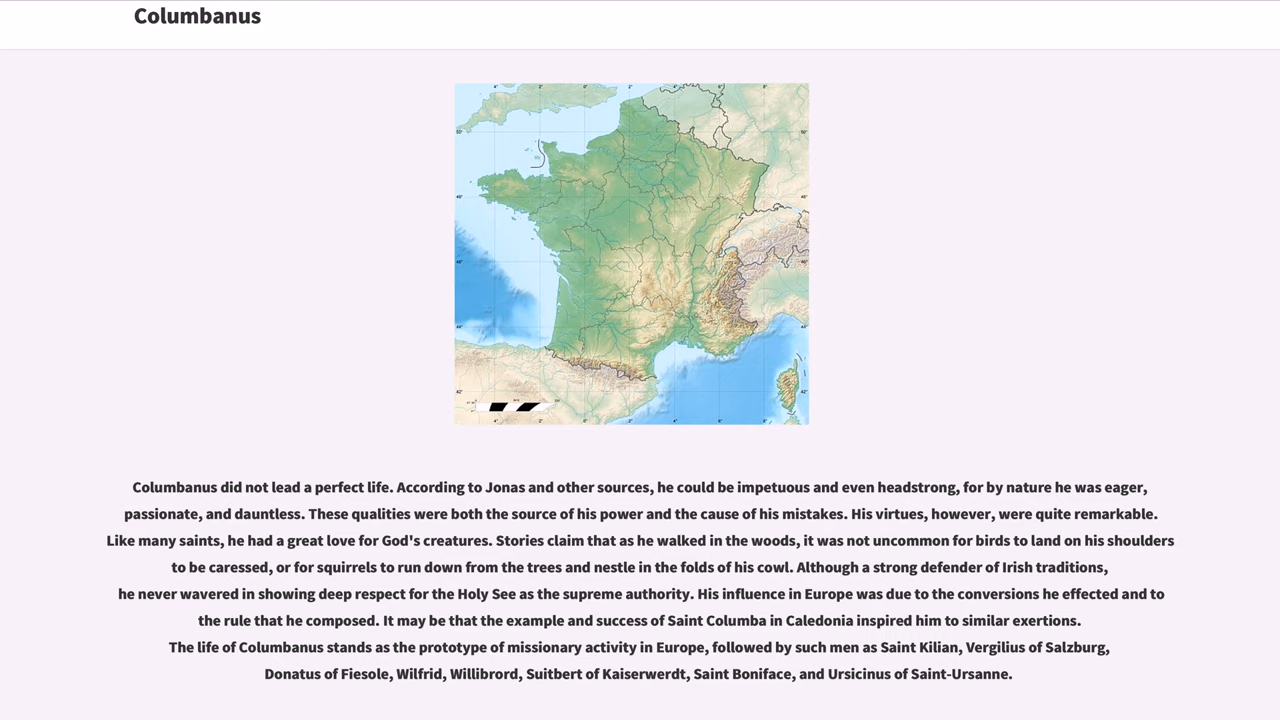 Columbanus
Columbanus did not lead a perfect life. According to Jonas and other sources, he could be impetuous and even headstrong, for by nature he was eager,
passionate, and dauntless. These qualities were both the source of his power and the cause of his mistakes. His virtues, however, were quite remarkable.
Like many saints, he had a great love for God's creatures. Stories claim that as he walked in the woods, it was not uncommon for birds to land on his shoulders
to be caressed, or for squirrels to run down from the trees and nestle in the folds of his cowl. Although a strong defender of Irish traditions,
he never wavered in showing deep respect for the Holy See as the supreme authority. His influence in Europe was due to the conversions he effected and to
the rule that he composed. It may be that the example and success of Saint Columba in Caledonia inspired him to similar exertions.
The life of Columbanus stands as the prototype of missionary activity in Europe, followed by such men as Saint Kilian, Vergilius of Salzburg,
Donatus of Fiesole, Wilfrid, Willibrord, Suitbert of Kaiserwerdt, Saint Boniface, and Ursicinus of Saint-Ursanne.